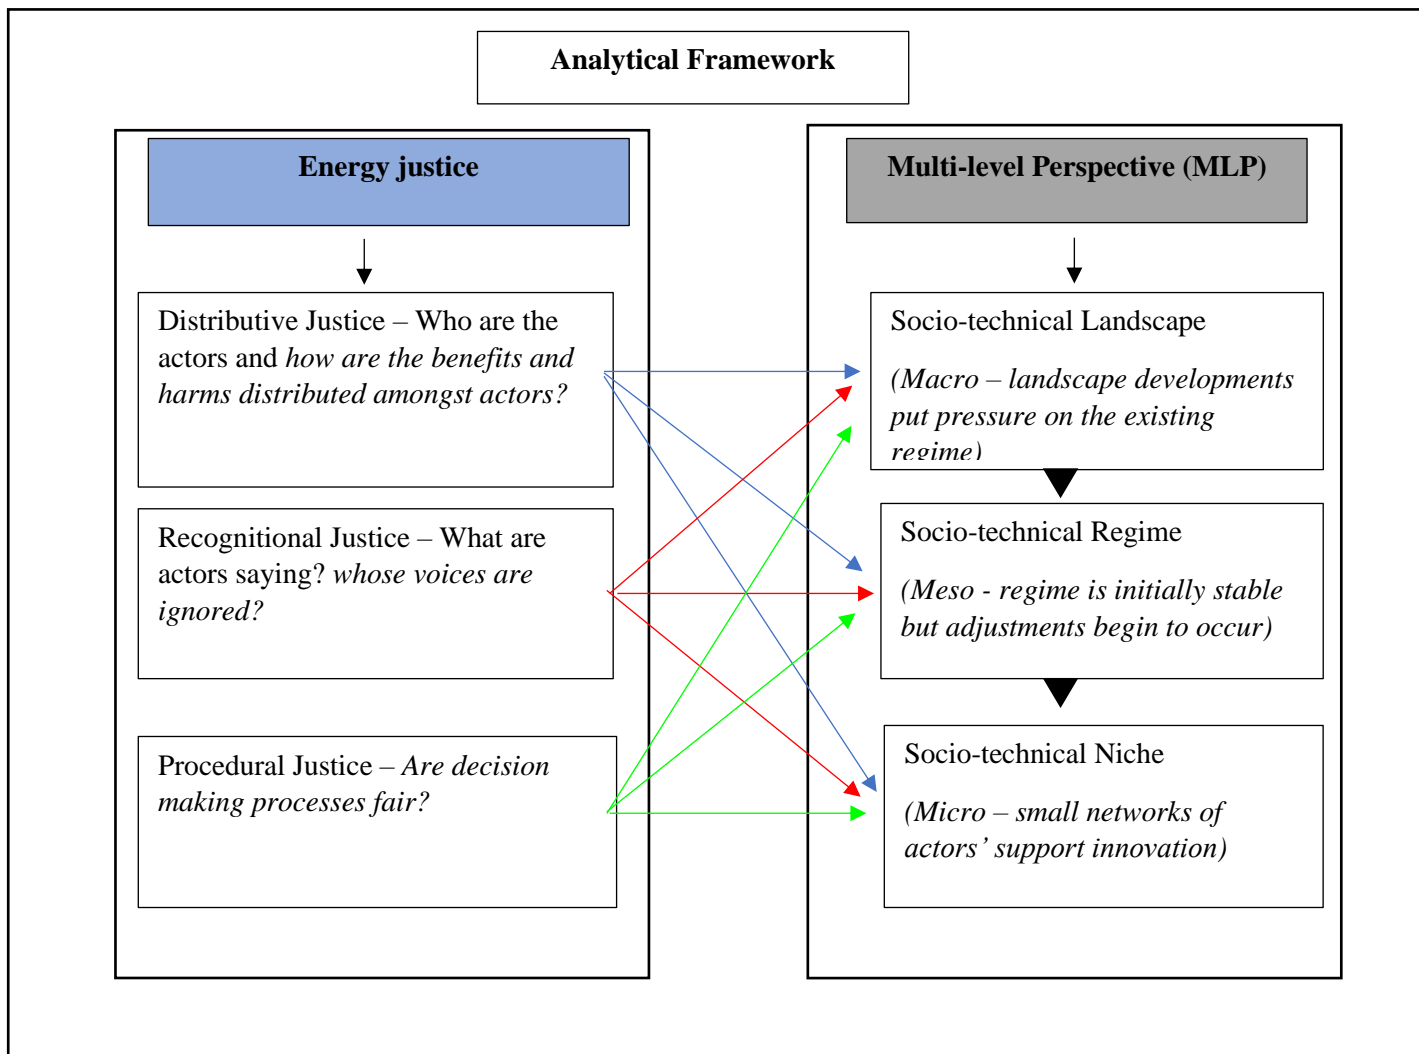 Analytical Framework
Energy justice
Distributive Justice – Who are the
actors and how are the benefits and
harms distributed amongst actors?
Recognitional Justice – What are
actors saying? whose voices are
ignored?
Procedural Justice – Are decision
making processes fair?
Multi-level Perspective (MLP)
Socio-technical Landscape
(Macro – landscape developments
put pressure on the existing
regime)
Socio-technical Regime
(Meso - regime is initially stable
but adjustments begin to occur)
Socio-technical Niche
(Micro – small networks of
actors’ support innovation)